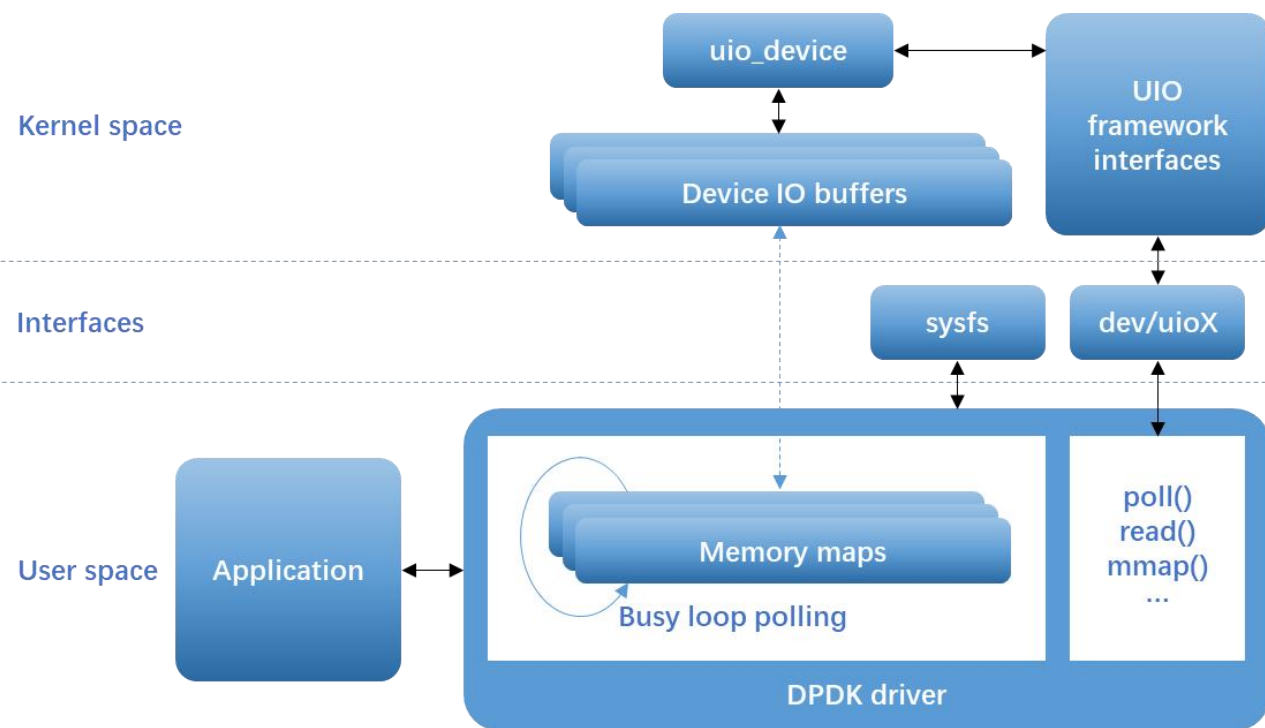 uio_device
UIO
framework
interfaces
Kernel space
Device IO buffers
Interfaces
sysfs
dev/uioX
poll()
read()
mmap()
...
Memory maps
User space
Application
Busy loop polling
DPDK driver